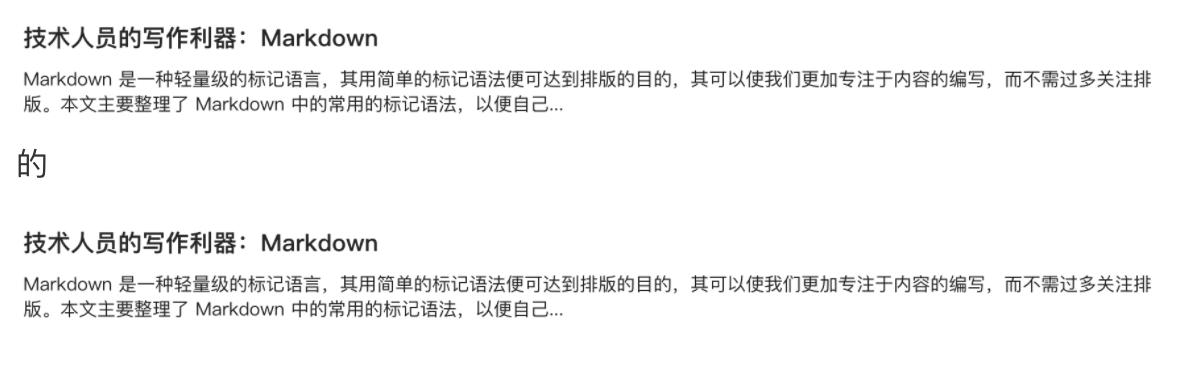 技术人员的写作利器：Markdown
Markdown 是一种轻量级的标记语言，其用简单的标记语法便可达到排版的目的，其可以使我们更加专注于内容的编写，而不需过多关注排
版。本文主要整理了 Markdown 中的常用的标记语法，以便自己...
的
技术人员的写作利器：Markdown
Markdown 是一种轻量级的标记语言，其用简单的标记语法便可达到排版的目的，其可以使我们更加专注于内容的编写，而不需过多关注排
版。本文主要整理了 Markdown 中的常用的标记语法，以便自己...